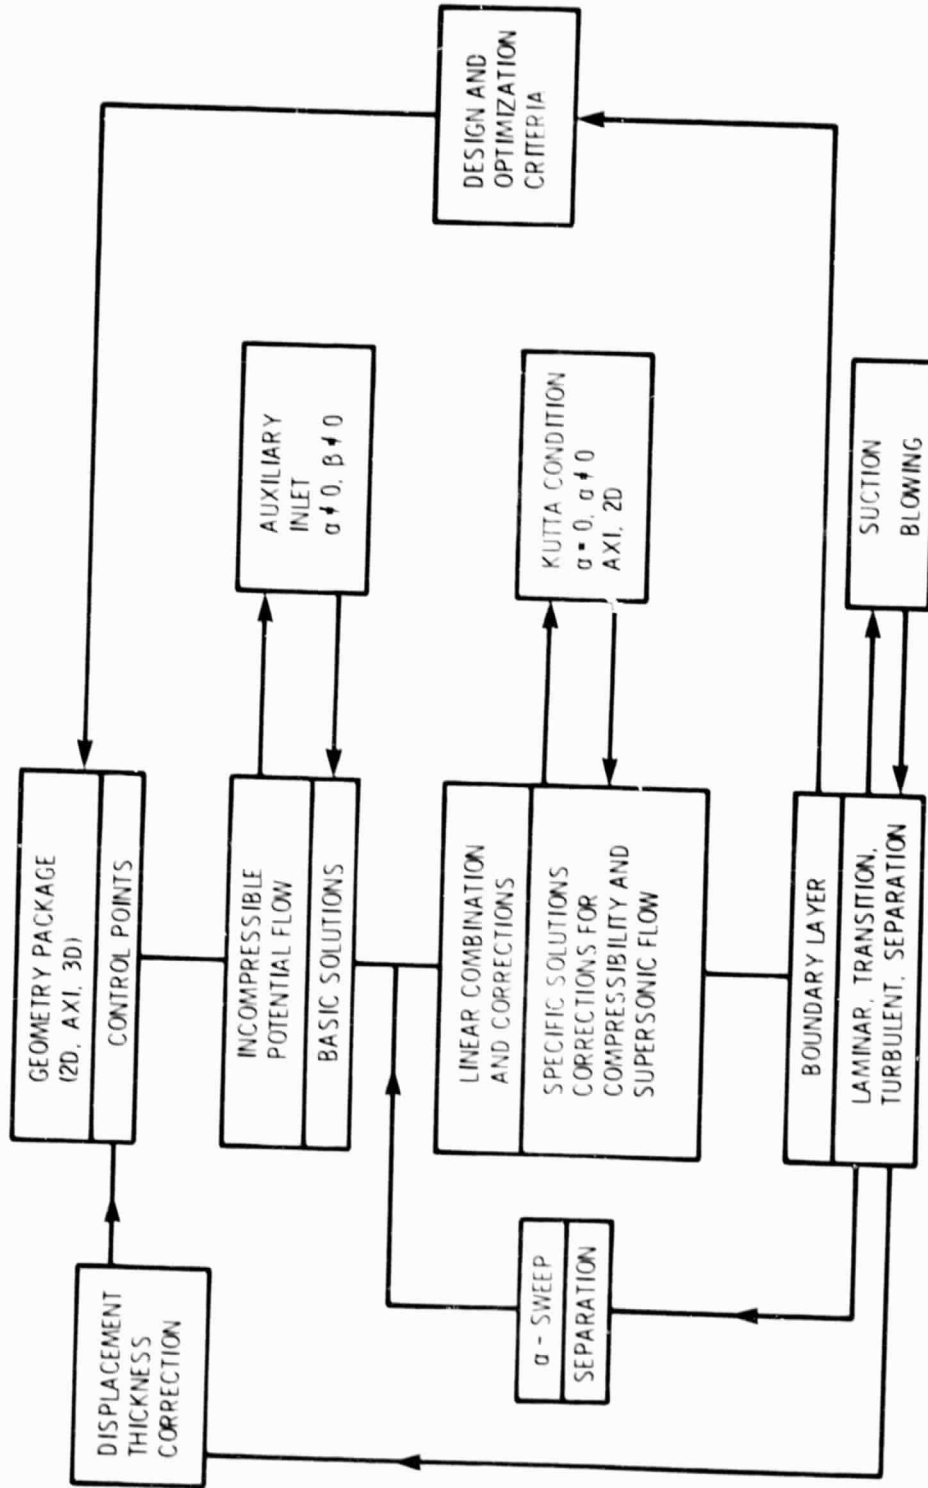 DISPLACEMENT
THICKNESS
CORRECTION
GEOMETRY PACKAGE
(2D, AXI, 3D)
CONTROL POINTS
INCOMPRESSIBLE
POTENTIAL FLOW
BASIC SOLUTIONS
AUXILIARY
INLET
α ≠ 0, β ≠ 0
DESIGN AND
OPTIMIZATION
CRITERIA
α - SWEEP
SEPARATION
LINEAR COMBINATION
AND CORRECTIONS
SPECIFIC SOLUTIONS
CORRECTIONS FOR
COMPRESSIBILITY AND
SUPERSONIC FLOW
KUTTA CONDITION
α = 0, α ≠ 0
AXI, 2D
BOUNDARY LAYER
LAMINAR, TRANSITION,
TURBULENT, SEPARATION
SUCTION
BLOWING